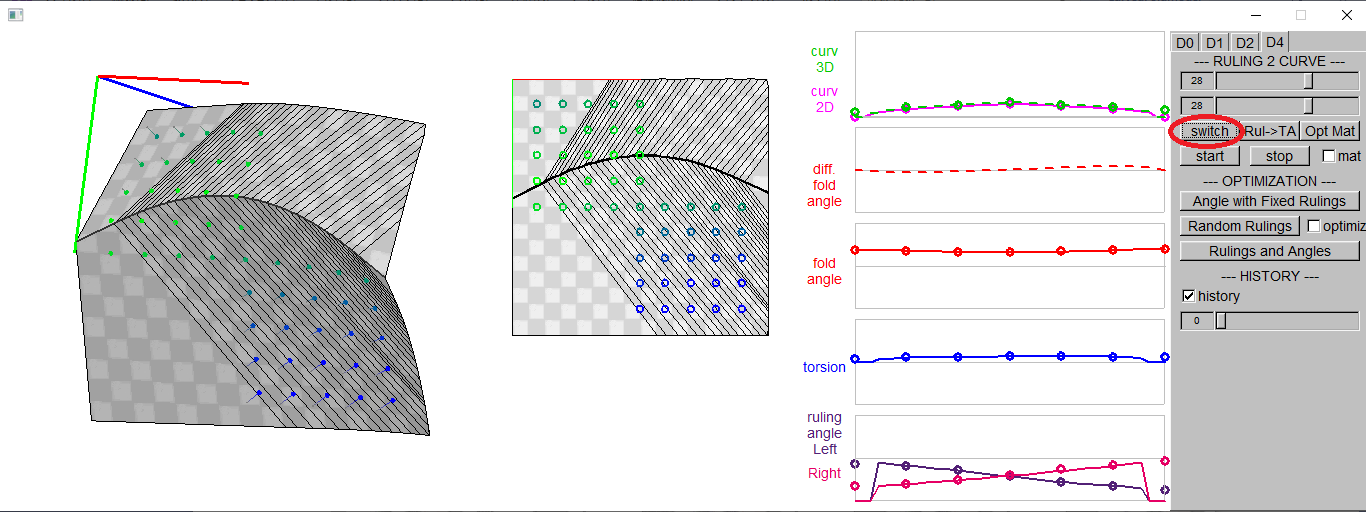 curv
3D
curv
2D
diff.
fold
angle
fold
angle
torsion
ruling
angle
Left
Right
D0 D1 D2 D4
--- RULING 2 CURVE ---
28
28
switch Rul->TA Opt Mat
start stop mat
--- OPTIMIZATION ---
Angle with Fixed Rulings
Random Rulings optimiz
Rulings and Angles
--- HISTORY ---
history
0